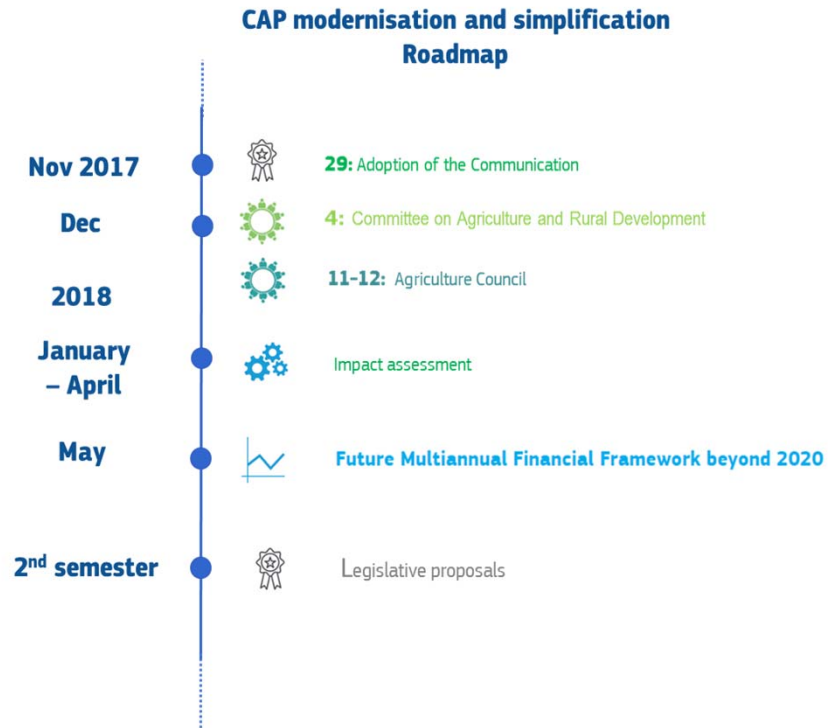 CAP modernisation and simplification
Roadmap
Nov 2017
29: Adoption of the Communication
Dec
4: Committee on Agriculture and Rural Development
11-12: Agriculture Council
2018
January
– April
Impact assessment
May
Future Multiannual Financial Framework beyond 2020
2nd semester
Legislative proposals